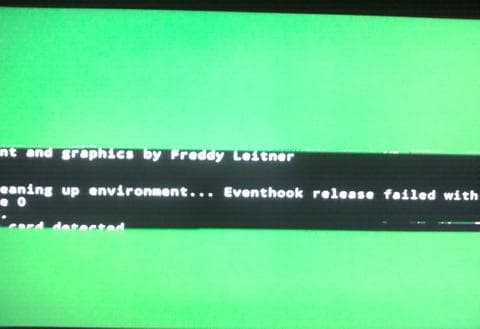 nt and graphics by Freddy Leitner
eaning up environment... Eventhook release failed with
e 0
.
card detected